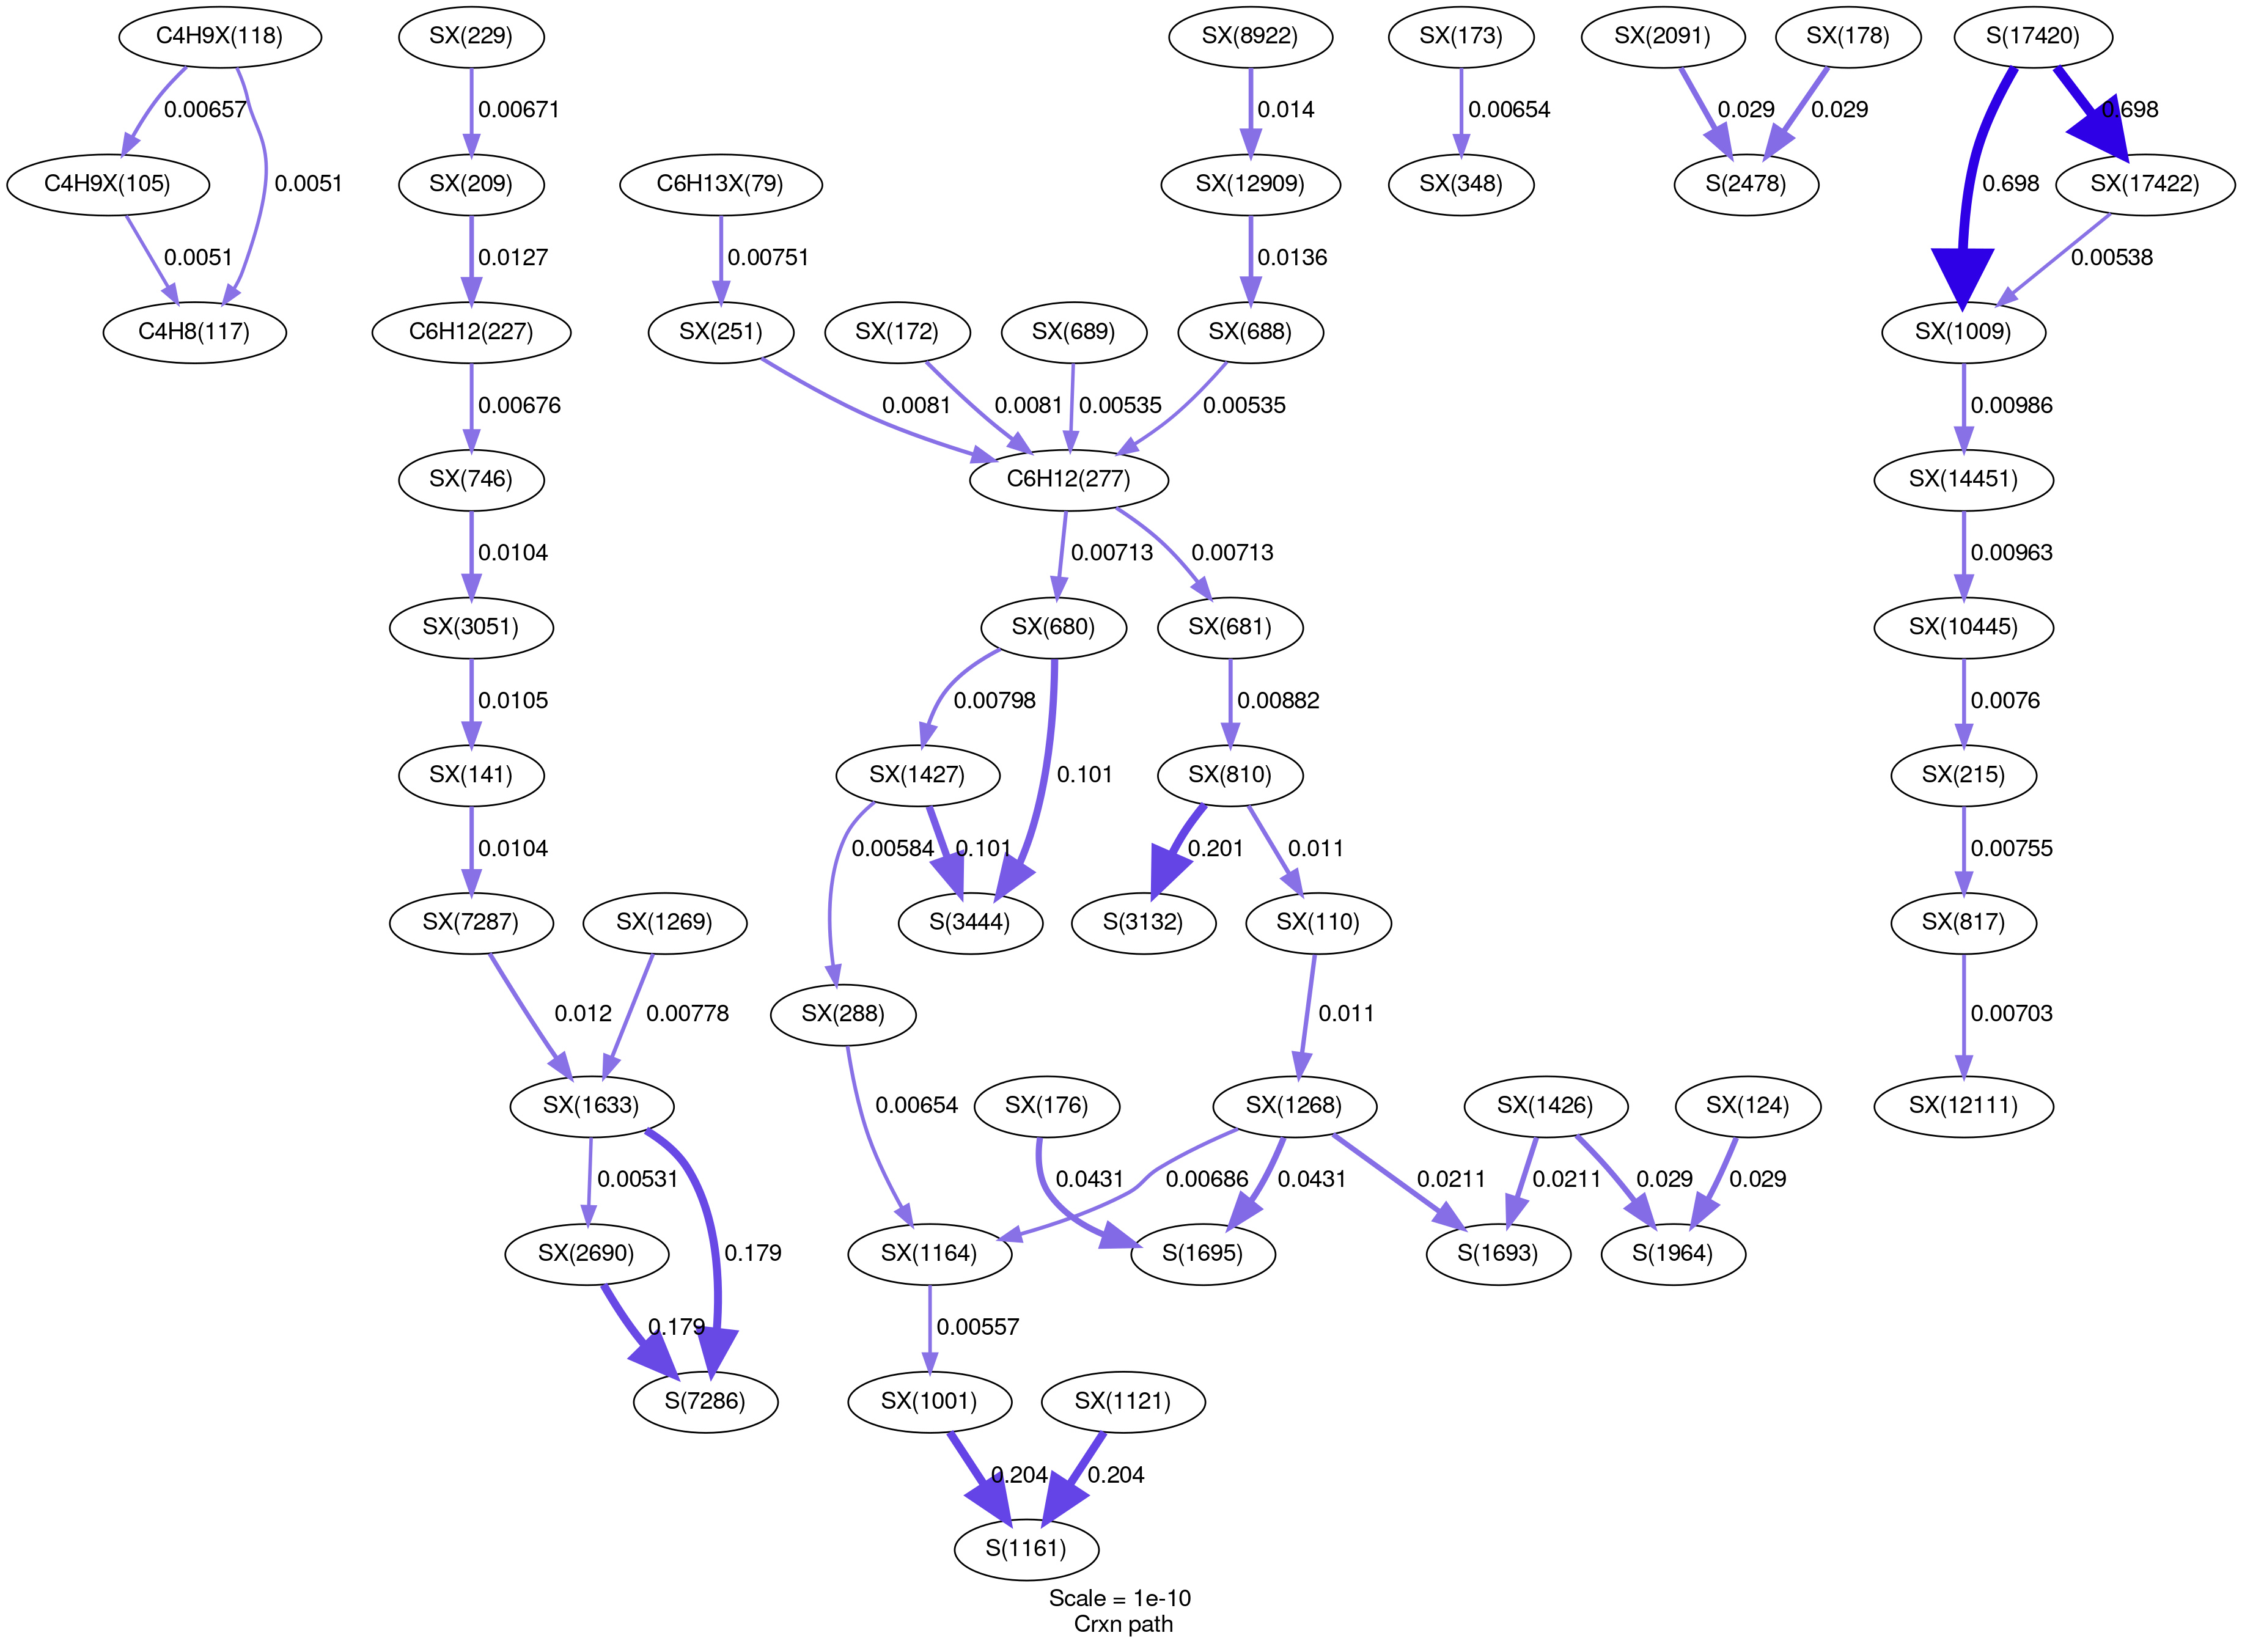 C4H9X(118)
SX(229)
SX(8922)
SX(173)
SX(2091)
SX(178)
S(17420)
0.00657
0.00671
0.014
0.00654
0.029
0.029
0.698
C4H9X(105)
0.0051
SX(209)
C6H13X(79)
SX(12909)
SX(348)
S(2478)
0.698
SX(17422)
0.0051
0.0127
0.00751
0.0136
0.00538
C4H8(117)
C6H12(227)
SX(251)
SX(172)
SX(689)
SX(688)
SX(1009)
0.00676
0.0081
0.0081
0.00535
0.00535
0.00986
SX(746)
C6H12(277)
SX(14451)
0.0104
0.00713
0.00713
0.00963
SX(3051)
SX(680)
SX(681)
SX(10445)
0.0105
0.00798
0.00882
0.0076
SX(141)
SX(1427)
0.101
SX(810)
SX(215)
0.0104
0.00584
0.101
0.201
0.011
0.00755
SX(7287)
SX(1269)
S(3444)
S(3132)
SX(110)
SX(817)
0.012
0.00778
SX(288)
0.011
0.00703
SX(1633)
0.00654
SX(176)
SX(1268)
SX(1426)
SX(124)
SX(12111)
0.00531
0.0431
0.00686
0.0431
0.0211
0.0211
0.029
0.029
SX(2690)
0.179
SX(1164)
S(1695)
S(1693)
S(1964)
0.179
0.00557
S(7286)
SX(1001)
SX(1121)
0.204
0.204
S(1161)
Scale = 1e-10
Crxn path